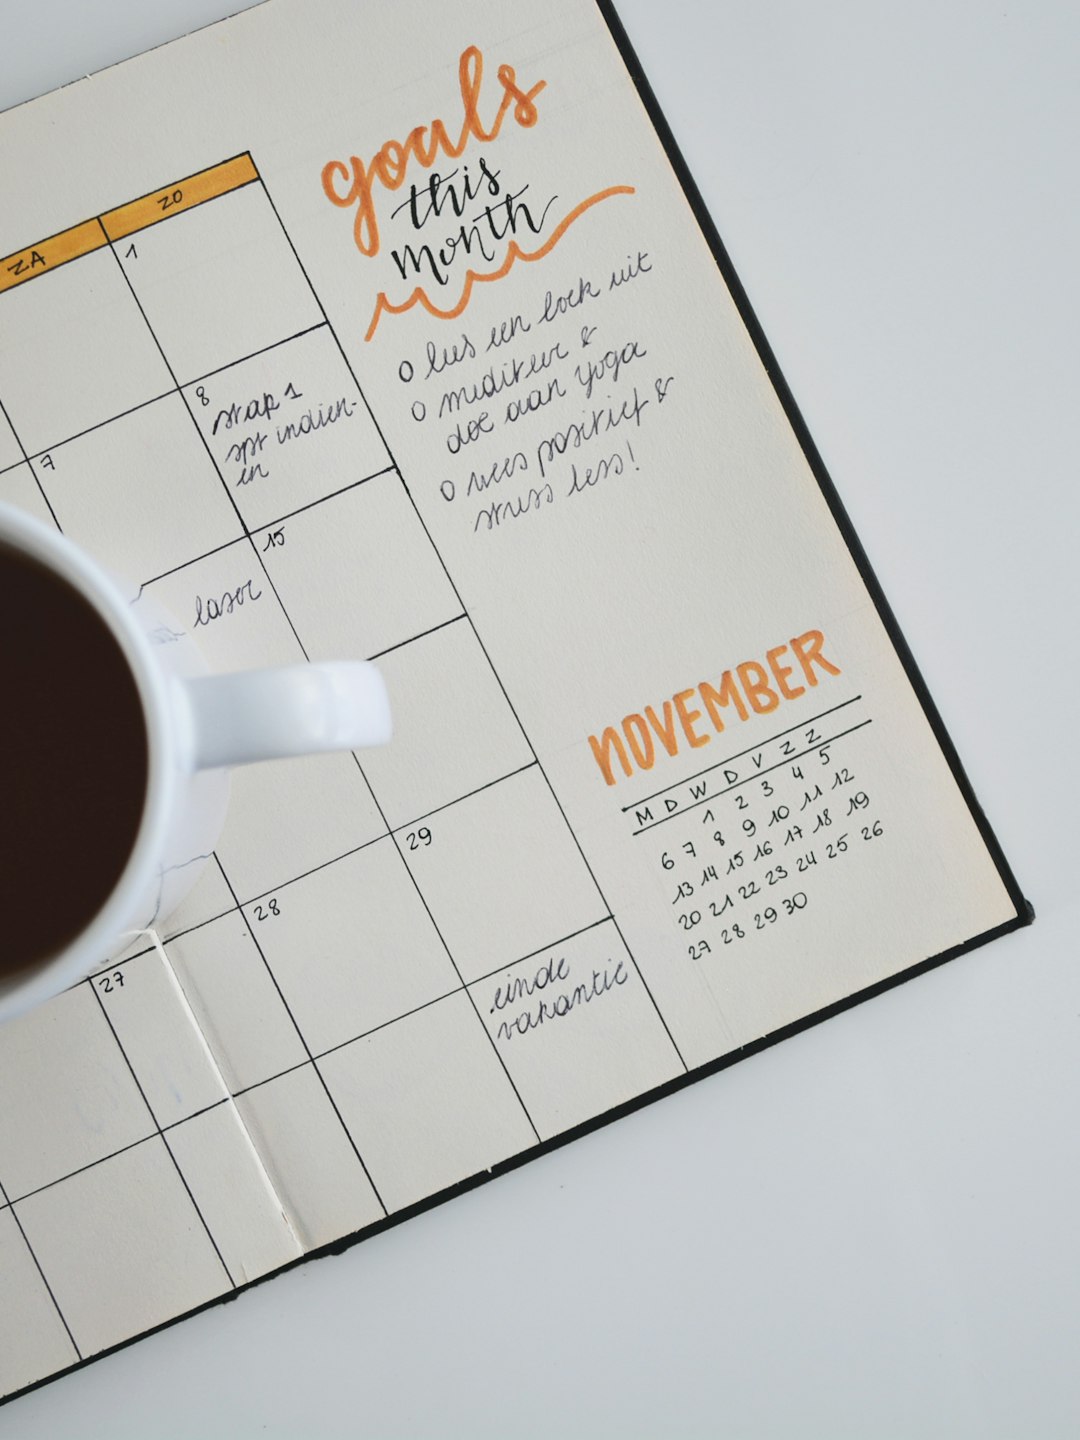 goals
this
month
o lees een boek uit
o mediteer &
doe aan yoga
o wees positief &
stress less!
ZA ZO
1
7 8
stap 1
indien-
en
15
laser
27 28 29
einde
vakantie
NOVEMBER
M D W D V Z Z
1 2 3 4 5
6 7 8 9 10 11 12
13 14 15 16 17 18 19
20 21 22 23 24 25 26
27 28 29 30